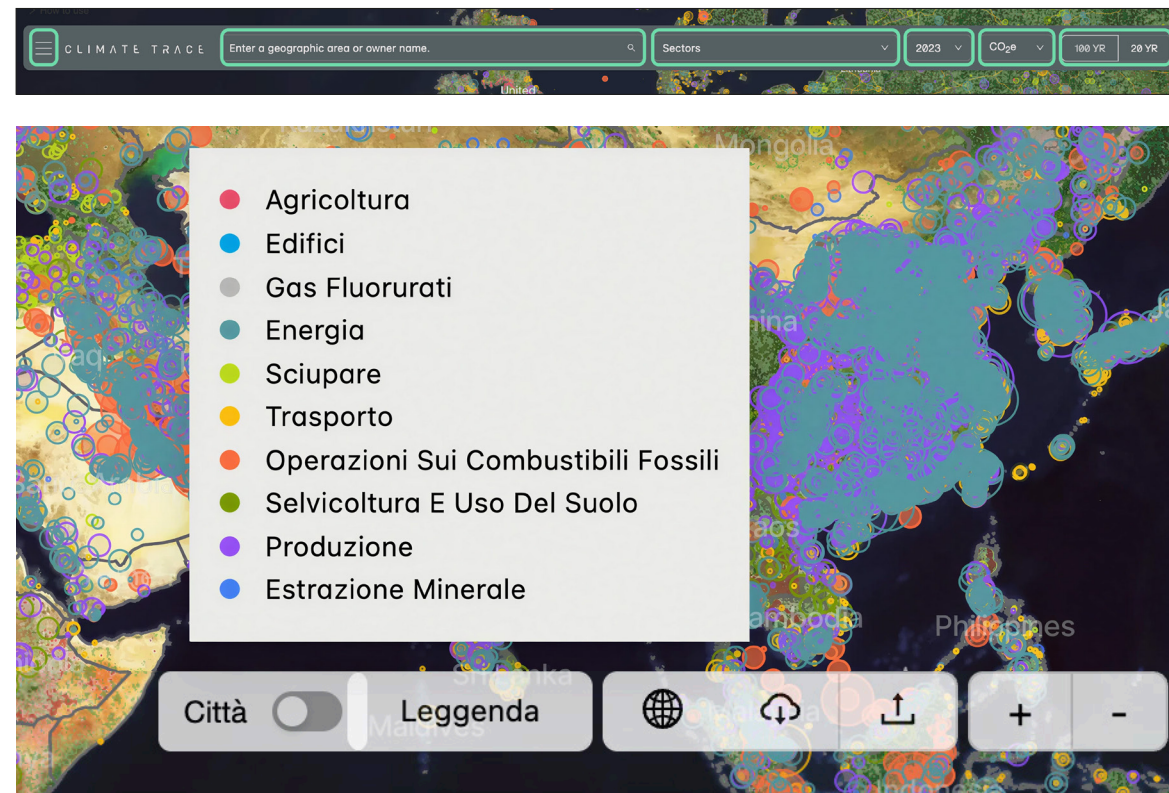 CLIMATE TRACE
Enter a geographic area or owner name.
Sectors
2023
CO₂e
100 YR
20 YR
United
Mongolia
Agricoltura
Edifici
Gas Fluorurati
Energia
Sciupare
Trasporto
Operazioni Sui Combustibili Fossili
Selvicoltura E Uso Del Suolo
Produzione
Estrazione Minerale
Philippines
Sri Lanka
Città
Leggenda
Maldives
+
-